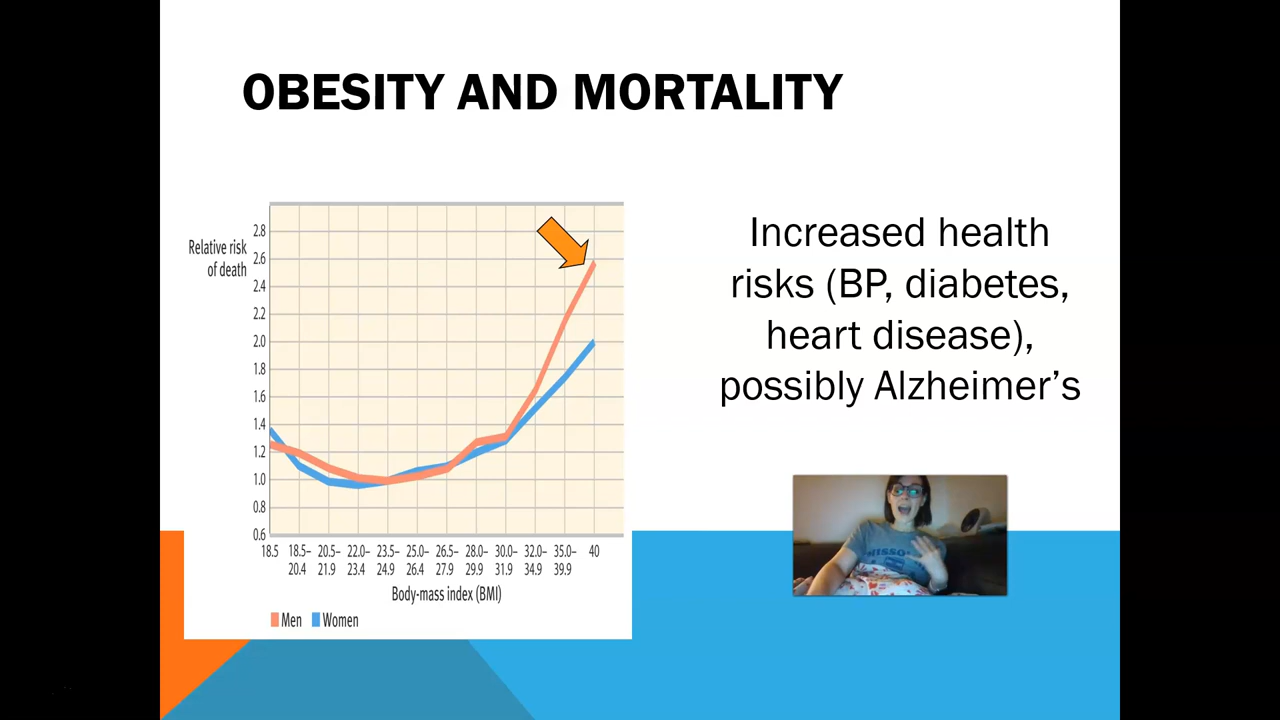 OBESITY AND MORTALITY
Relative risk
of death
2.8
2.6
2.4
2.2
2.0
1.8
1.6
1.4
1.2
1.0
0.8
0.6
18.5 18.5– 20.5– 22.0– 23.5– 25.0– 26.5– 28.0– 30.0– 32.0– 35.0– 40
20.4 21.9 23.4 24.9 26.4 27.9 29.9 31.9 34.9 39.9
Body-mass index (BMI)
Men Women
Increased health
risks (BP, diabetes,
heart disease),
possibly Alzheimer’s